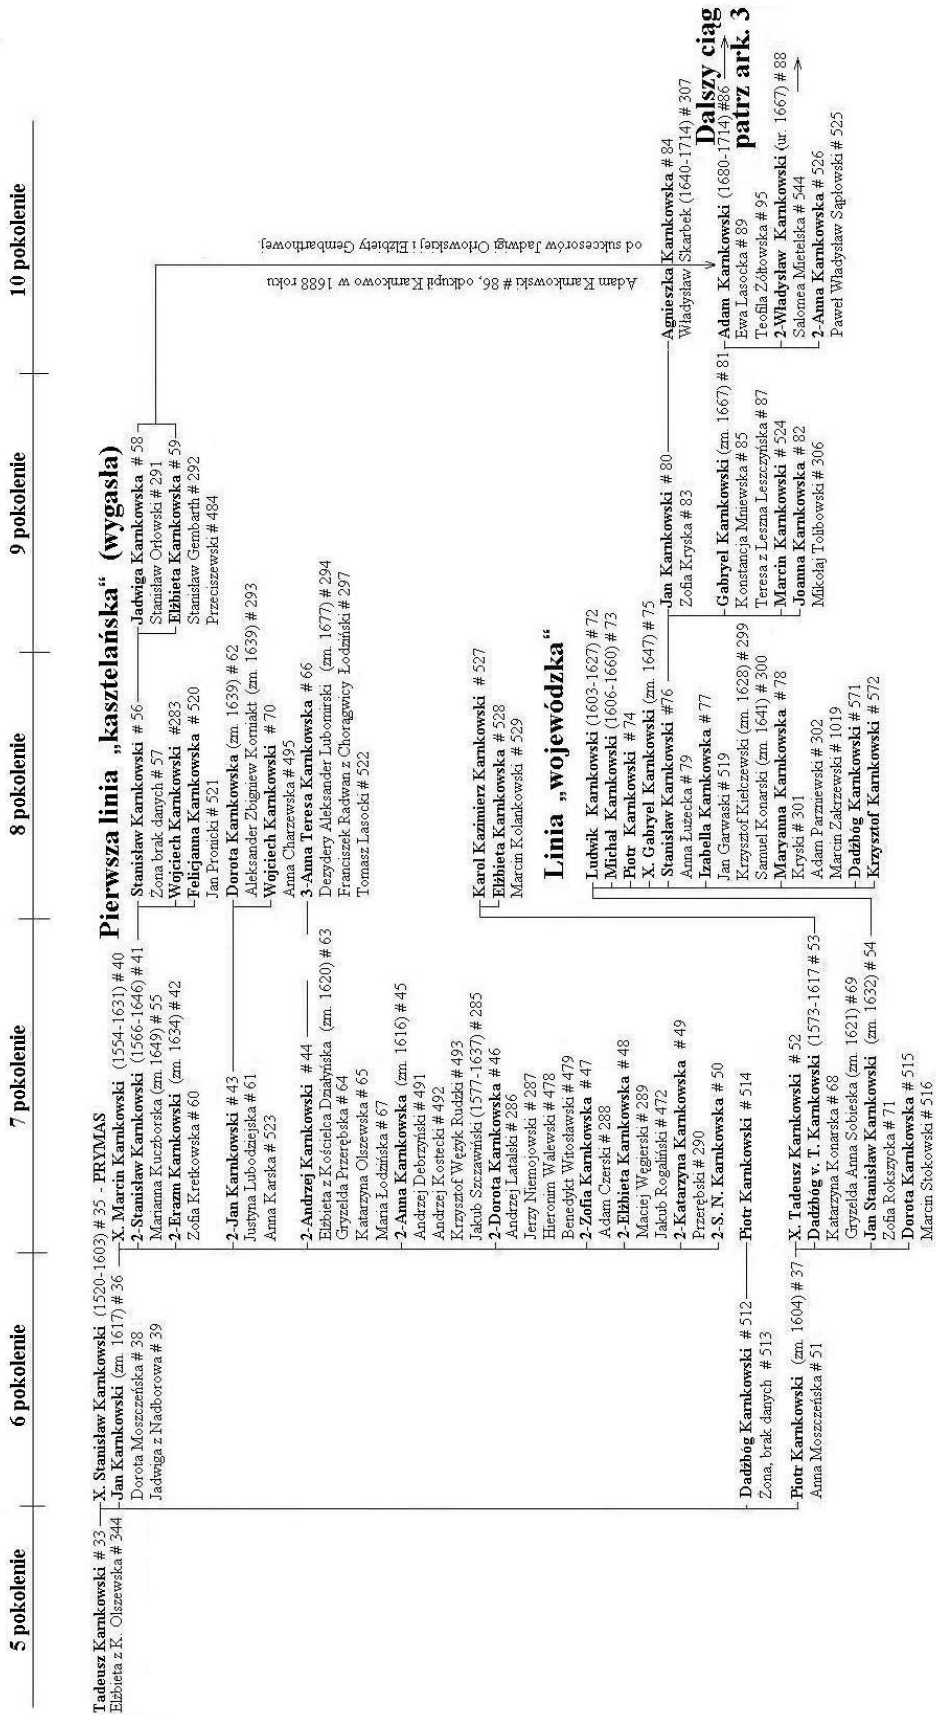 5 pokolenie
6 pokolenie
7 pokolenie
8 pokolenie
9 pokolenie
10 pokolenie
Tadeusz Karnkowski # 33
Elżbieta z K. Olszewska # 344
X. Stanisław Karnkowski (1520-1603) # 35 - PRYMAS
Jan Karnkowski (zm. 1617) # 36
Dorota Moszczeńska # 38
Jadwiga z Nadborowa # 39
Dadźbóg Karnkowski # 512
Zona, brak danych # 513
Piotr Karnkowski (zm. 1604) # 37
Anna Moszczeńska # 51
X. Marcin Karnkowski (1554-1631) # 40
2-Stanisław Karnkowski (1566-1646) # 41
Marianna Kuczborska (zm. 1649) # 55
2-Erazm Karnkowski (zm. 1634) # 42
Zofia Kretkowska # 60
2-Jan Karnkowski # 43
Justyna Lubodziejska # 61
Anna Karska # 523
2-Andrzej Karnkowski # 44
Elżbieta z Kościelca Działyńska (zm. 1620) # 63
Gryzelda Przerębska # 64
Katarzyna Olszewska # 65
Maria Łodzińska # 67
2-Anna Karnkowska (zm. 1616) # 45
Andrzej Debrzyński # 491
Andrzej Kostecki # 492
Krzysztof Wężyk Rudzki # 493
Jakub Szczawiński (1577-1637) # 285
2-Dorota Karnkowska # 46
Andrzej Latalski # 286
Jerzy Niemojowski # 287
Hieronim Walewski # 478
Benedykt Witosławski # 479
2-Zofia Karnkowska # 47
Adam Czerski # 288
2-Elżbieta Karnkowska # 48
Maciej Węgierski # 289
Jakub Rogaliński # 472
2-Katarzyna Karnkowska # 49
Przerębski # 290
2-S. N. Karnkowska # 50
Piotr Karnkowski # 514
X. Tadeusz Karnkowski # 52
Dadźbóg v. T. Karnkowski (1573-1617 # 53
Katarzyna Konarska # 68
Gryzelda Anna Sobieska (zm. 1621) # 69
Jan Stanisław Karnkowski (zm. 1632) # 54
Zofia Rokszycka # 71
Dorota Karnkowska # 515
Marcin Stokowski # 516
Pierwsza linia „kasztelańska“ (wygasła)
Stanisław Karnkowski # 56
Żona brak danych # 57
Wojciech Karnkowski #283
Felicjanna Karnkowska # 520
Jan Pronicki # 521
Dorota Karnkowska (zm. 1639) # 62
Aleksander Zbigniew Korniakt (zm. 1639) # 293
Wojciech Karnkowski # 70
Anna Charzewska # 495
3-Anna Teresa Karnkowska # 66
Dezydery Aleksander Lubomirski (zm. 1677) # 294
Franciszek Radwan z Chorągwicy Łodziński # 297
Tomasz Lasocki # 522
Karol Kazimierz Karnkowski # 527
Elżbieta Karnkowska # 528
Marcin Kolankowski # 529
Linia „wojewódzka“
Ludwik Karnkowski (1603-1627) # 72
Michał Karnkowski (1606-1660) # 73
Piotr Karnkowski # 74
X. Gabryel Karnkowski (zm. 1647) # 75
Stanisław Karnkowski #76
Anna Łużecka # 79
Izabella Karnkowska # 77
Jan Garwaski # 519
Krzysztof Kiełczewski (zm. 1628) # 299
Samuel Konarski (zm. 1641) # 300
Maryanna Karnkowska # 78
Kryski # 301
Adam Parzniewski # 302
Marcin Zakrzewski # 1019
Dadźbóg Karnkowski # 571
Krzysztof Karnkowski # 572
Jadwiga Karnkowska # 58
Stanisław Orłowski # 291
Elżbieta Karnkowska # 59
Stanisław Gembarth # 292
Przeciszewski # 484
Jan Karnkowski # 80
Zofia Kryska # 83
Gabryel Karnkowski (zm. 1667) # 81
Konstancja Mniewska # 85
Teresa z Leszna Leszczyńska # 87
Marcin Karnkowski # 524
Joanna Karnkowska # 82
Mikołaj Tolibowski # 306
Adam Karnkowski # 86, odkupił Karnkowo w 1688 roku
od sukcesorów Jadwigi Orłowskiej i Elżbiety Gembarthowej.
Agnieszka Karnkowska # 84
Władysław Skarbek (1640-1714) # 307
Adam Karnkowski (1680-1714) #86
Ewa Lasocka # 89
Teofila Zółtowska # 95
2-Władysław Karnkowski (ur. 1667) # 88
Salomea Mietelska # 544
2-Anna Karnkowska # 526
Paweł Władysław Sąplowski # 525
Dalszy ciąg
patrz ark. 3